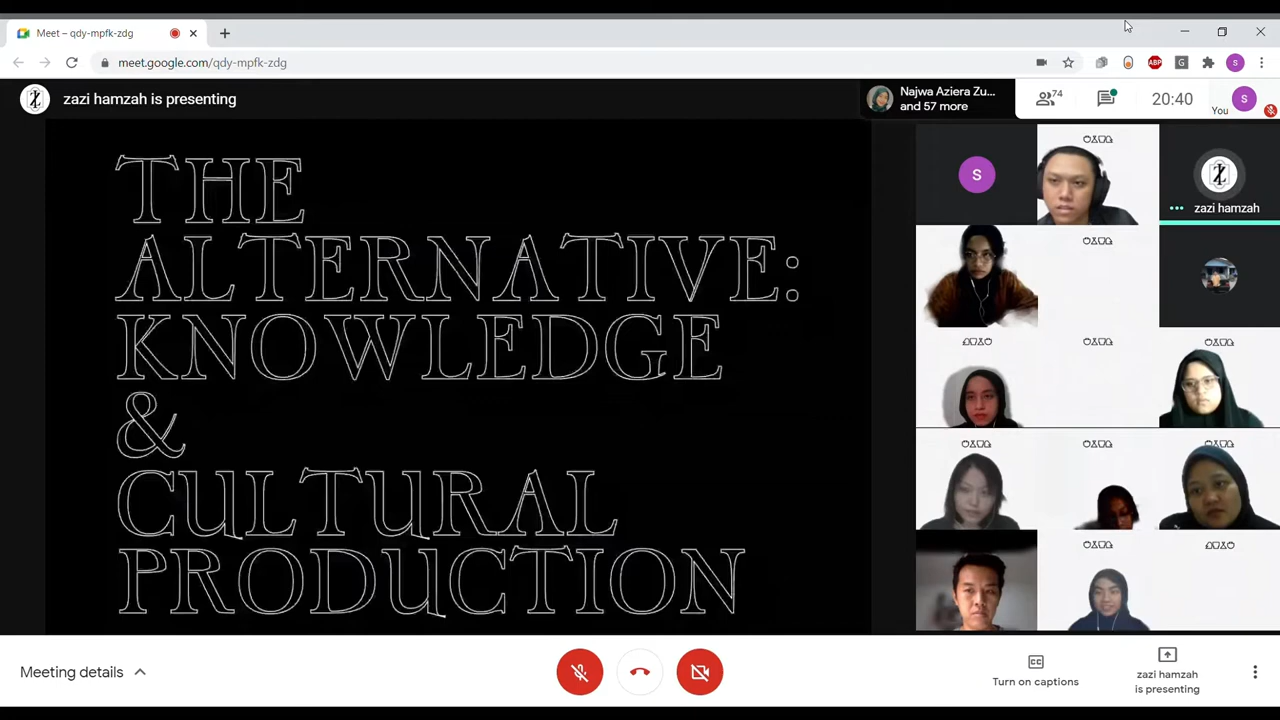 Meet – qdy-mpfk-zdg
meet.google.com/qdy-mpfk-zdg
ABP
G
S
zazi hamzah is presenting
Najwa Aziera Zu...
and 57 more
74
20:40
You
S
S
zazi hamzah
THE
ALTERNATIVE:
KNOWLEDGE
&
CULTURAL
PRODUCTION
Meeting details
CC
Turn on captions
zazi hamzah
is presenting